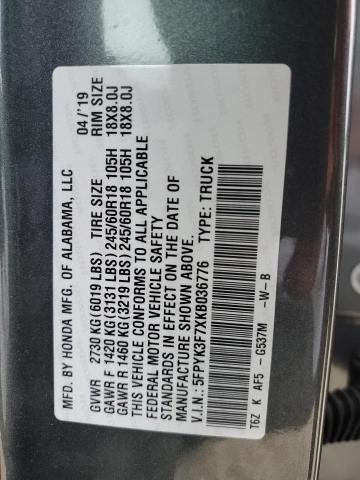 MFD. BY HONDA MFG. OF ALABAMA, LLC 04/'19
GVWR 2730 KG (6019 LBS) TIRE SIZE RIM SIZE
GAWR F 1420 KG (3131 LBS) 245/60R18 105H 18X8.0J
GAWR R 1460 KG (3219 LBS) 245/60R18 105H 18X8.0J
THIS VEHICLE CONFORMS TO ALL APPLICABLE
FEDERAL MOTOR VEHICLE SAFETY
STANDARDS IN EFFECT ON THE DATE OF
MANUFACTURE SHOWN ABOVE.
V.I.N.: 5FPYK3F7XKB036776 TRUCK
T6Z K AF5 - G537M -W-B